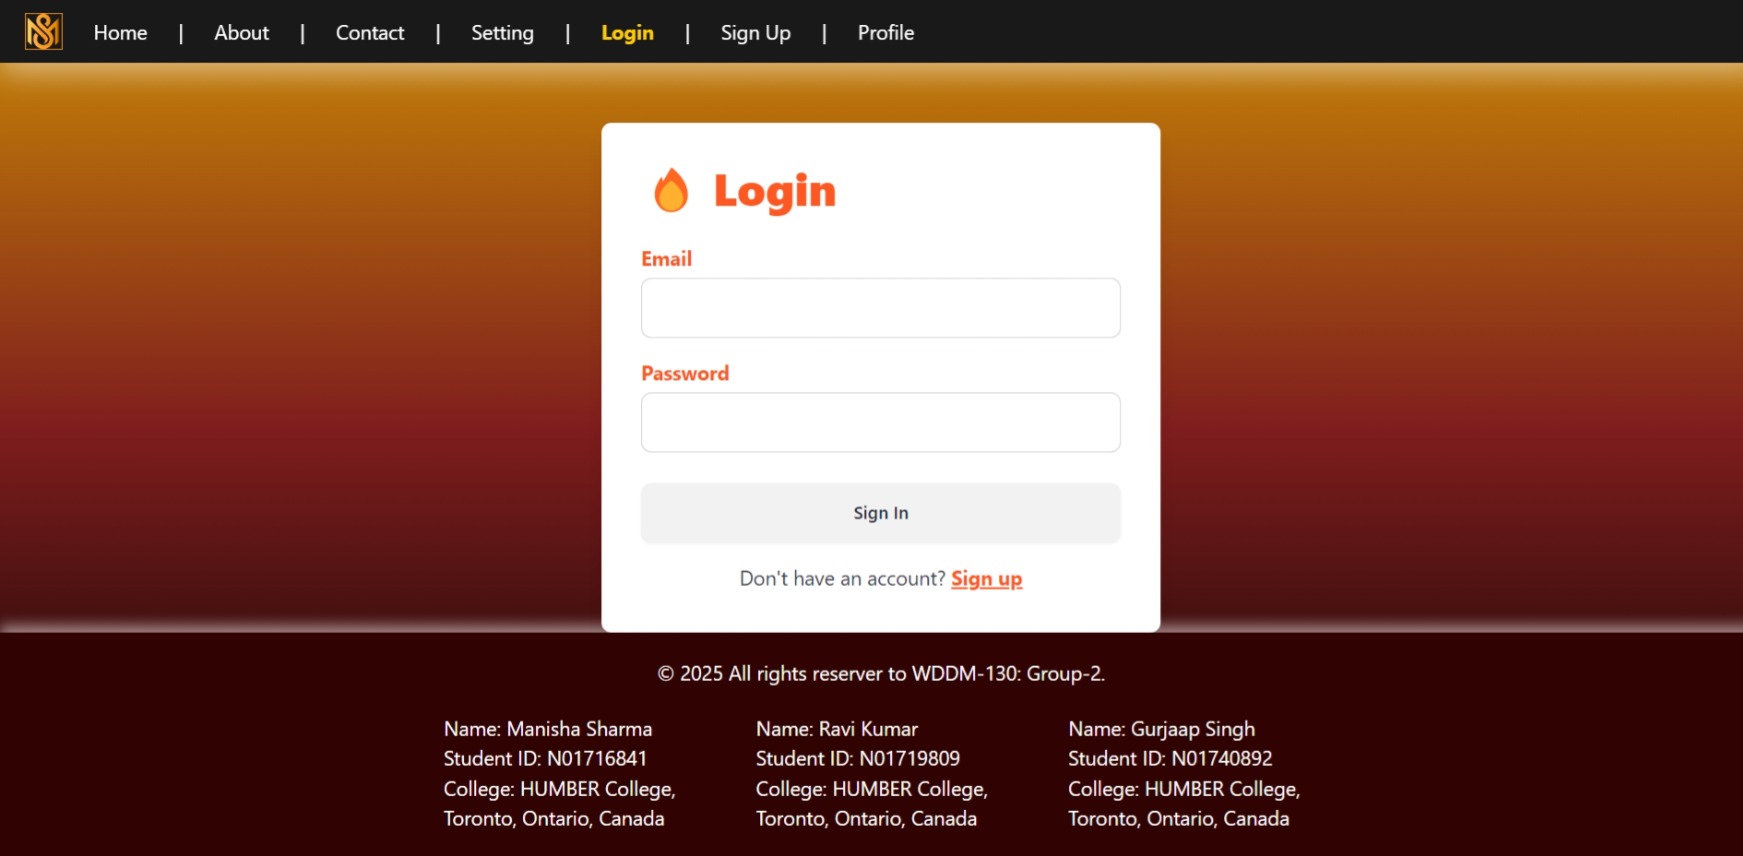 Home | About | Contact | Setting | Login | Sign Up | Profile
Login
Email
Password
Sign In
Don't have an account? Sign up
© 2025 All rights reserver to WDDM-130: Group-2.
Name: Manisha Sharma
Student ID: N01716841
College: HUMBER College,
Toronto, Ontario, Canada
Name: Ravi Kumar
Student ID: N01719809
College: HUMBER College,
Toronto, Ontario, Canada
Name: Gurjaap Singh
Student ID: N01740892
College: HUMBER College,
Toronto, Ontario, Canada